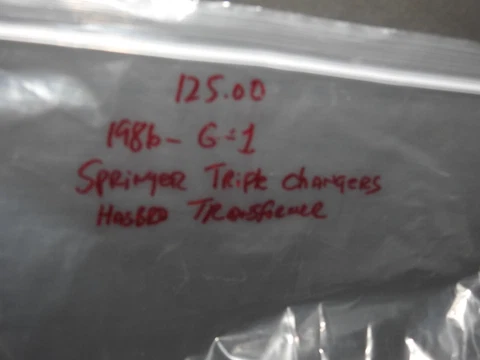 125.00
1986- G=1
Springer Triple changers
Hasbro Transformer